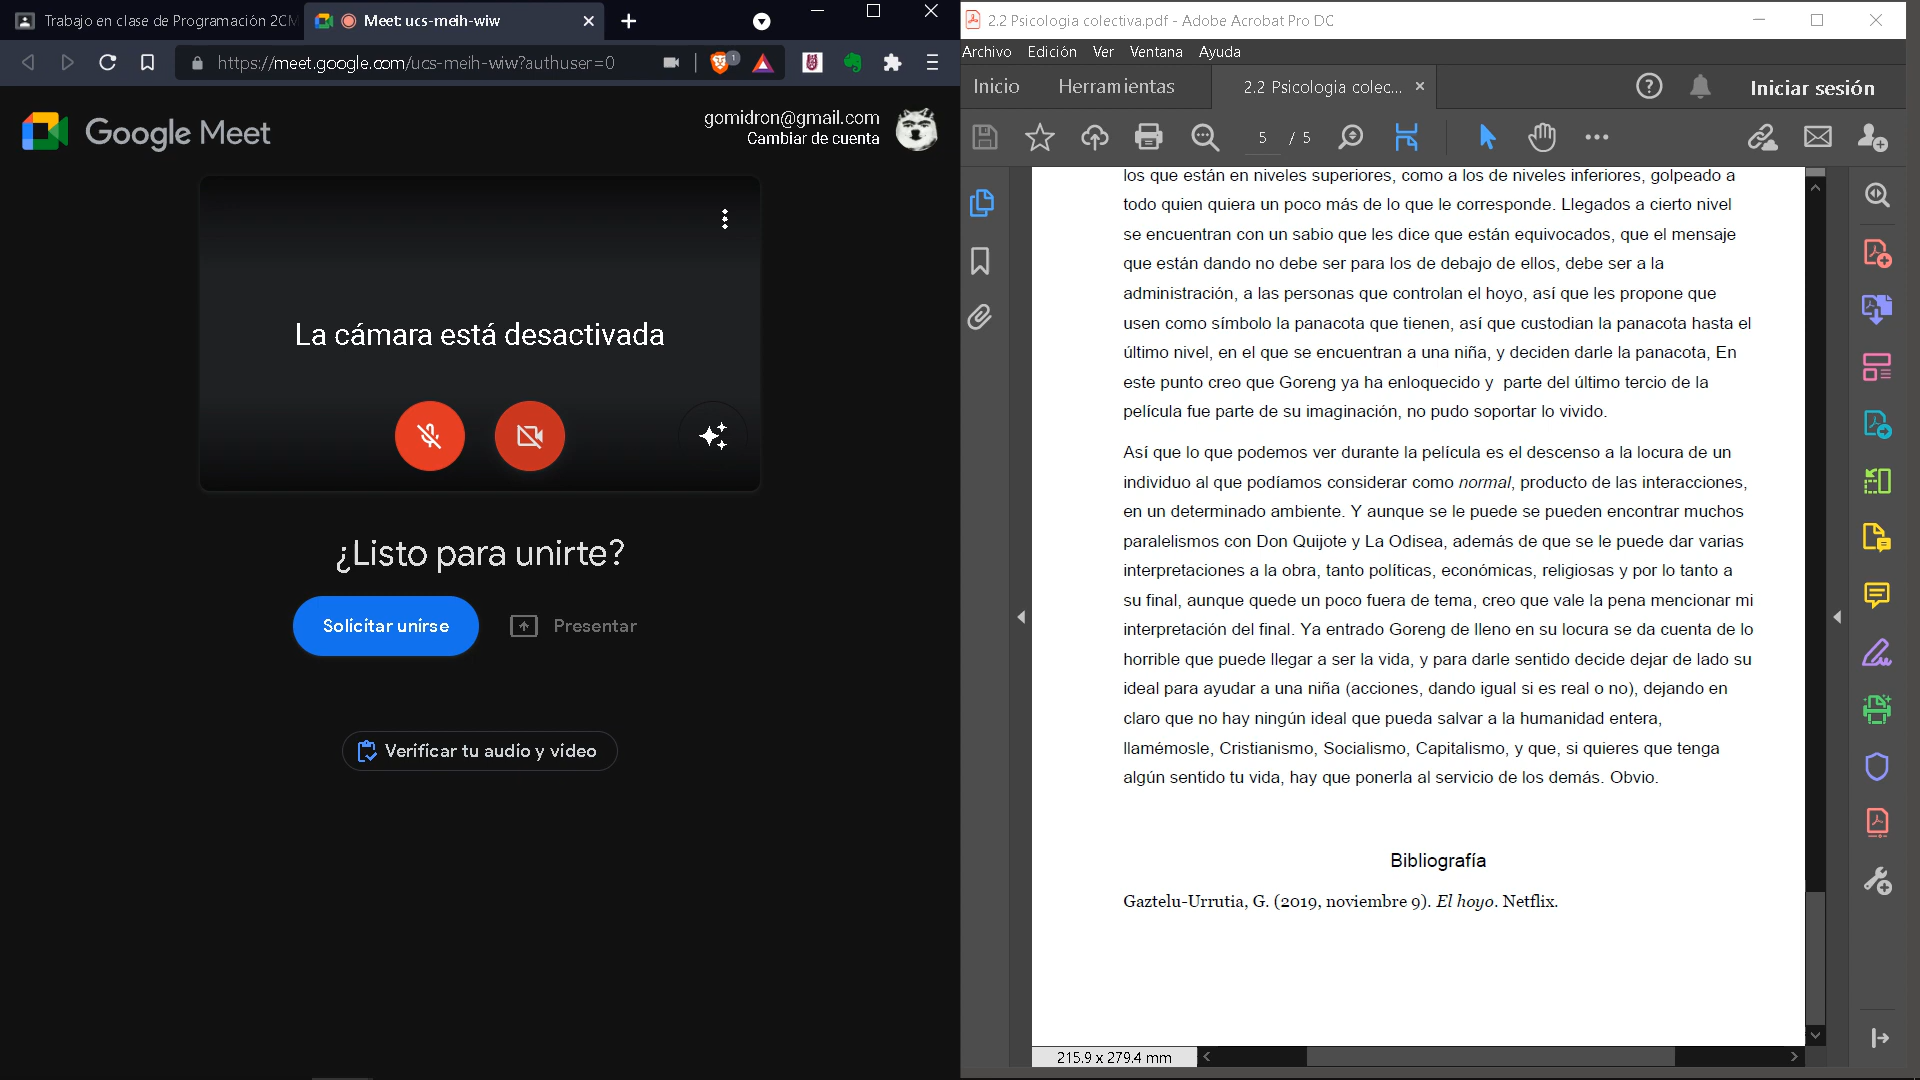 Trabajo en clase de Programación 2CM
Meet: ucs-meih-wiw
https://meet.google.com/ucs-meih-wiw?authuser=0
1
Google Meet
gomidron@gmail.com
Cambiar de cuenta
La cámara está desactivada
¿Listo para unirte?
Solicitar unirse
Presentar
Verificar tu audio y video
2.2 Psicologia colectiva.pdf - Adobe Acrobat Pro DC
Archivo Edición Ver Ventana Ayuda
Inicio Herramientas 2.2 Psicologia colec... Iniciar sesión
5 / 5
los que están en niveles superiores, como a los de niveles inferiores, golpeado a
todo quien quiera un poco más de lo que le corresponde. Llegados a cierto nivel
se encuentran con un sabio que les dice que están equivocados, que el mensaje
que están dando no debe ser para los de debajo de ellos, debe ser a la
administración, a las personas que controlan el hoyo, así que les propone que
usen como símbolo la panacota que tienen, así que custodian la panacota hasta el
último nivel, en el que se encuentran a una niña, y deciden darle la panacota, En
este punto creo que Goreng ya ha enloquecido y  parte del último tercio de la
película fue parte de su imaginación, no pudo soportar lo vivido.
Así que lo que podemos ver durante la película es el descenso a la locura de un
individuo al que podíamos considerar como normal, producto de las interacciones,
en un determinado ambiente. Y aunque se le puede se pueden encontrar muchos
paralelismos con Don Quijote y La Odisea, además de que se le puede dar varias
interpretaciones a la obra, tanto políticas, económicas, religiosas y por lo tanto a
su final, aunque quede un poco fuera de tema, creo que vale la pena mencionar mi
interpretación del final. Ya entrado Goreng de lleno en su locura se da cuenta de lo
horrible que puede llegar a ser la vida, y para darle sentido decide dejar de lado su
ideal para ayudar a una niña (acciones, dando igual si es real o no), dejando en
claro que no hay ningún ideal que pueda salvar a la humanidad entera,
llamémosle, Cristianismo, Socialismo, Capitalismo, y que, si quieres que tenga
algún sentido tu vida, hay que ponerla al servicio de los demás. Obvio.
Bibliografía
Gaztelu-Urrutia, G. (2019, noviembre 9). El hoyo. Netflix.
215.9 x 279.4 mm